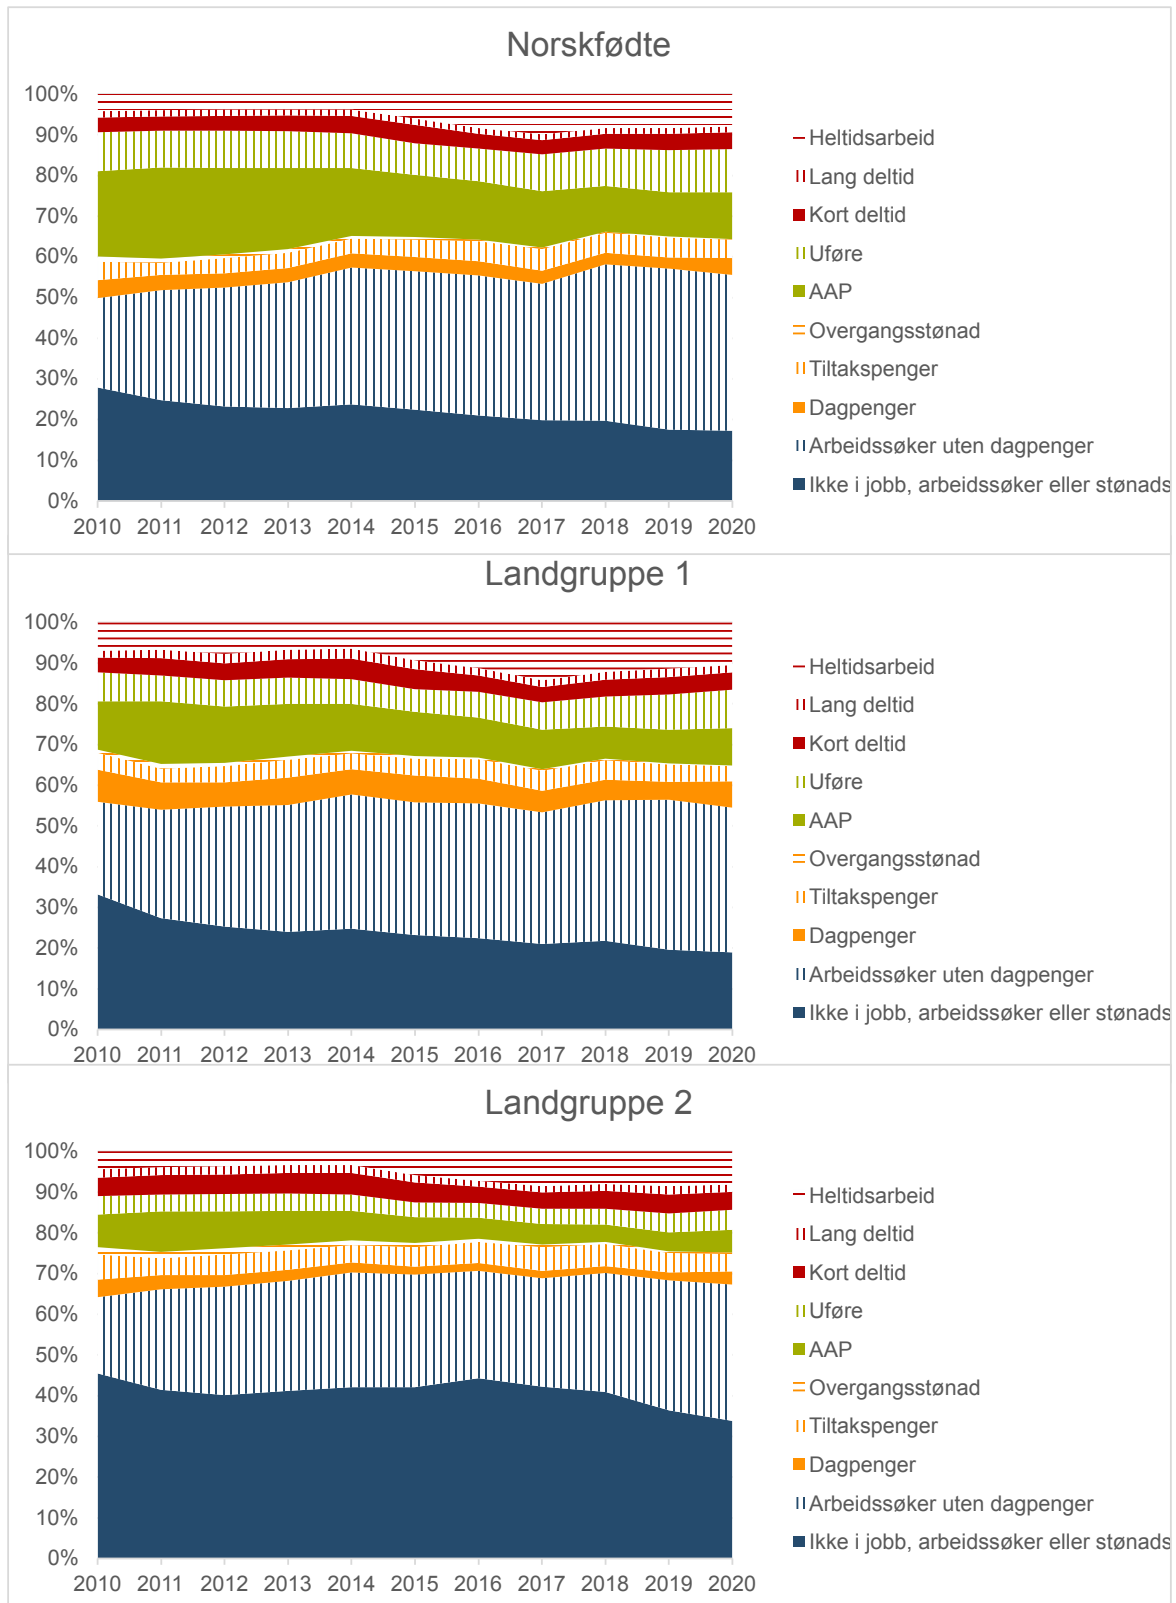 Norskfødte
100%
90%
80%
70%
60%
50%
40%
30%
20%
10%
0%
2010 2011 2012 2013 2014 2015 2016 2017 2018 2019 2020
Heltidsarbeid
Lang deltid
Kort deltid
Uføre
AAP
Overgangsstønad
Tiltakspenger
Dagpenger
Arbeidssøker uten dagpenger
Ikke i jobb, arbeidssøker eller stønads
Landgruppe 1
100%
90%
80%
70%
60%
50%
40%
30%
20%
10%
0%
2010 2011 2012 2013 2014 2015 2016 2017 2018 2019 2020
Heltidsarbeid
Lang deltid
Kort deltid
Uføre
AAP
Overgangsstønad
Tiltakspenger
Dagpenger
Arbeidssøker uten dagpenger
Ikke i jobb, arbeidssøker eller stønads
Landgruppe 2
100%
90%
80%
70%
60%
50%
40%
30%
20%
10%
0%
2010 2011 2012 2013 2014 2015 2016 2017 2018 2019 2020
Heltidsarbeid
Lang deltid
Kort deltid
Uføre
AAP
Overgangsstønad
Tiltakspenger
Dagpenger
Arbeidssøker uten dagpenger
Ikke i jobb, arbeidssøker eller stønads